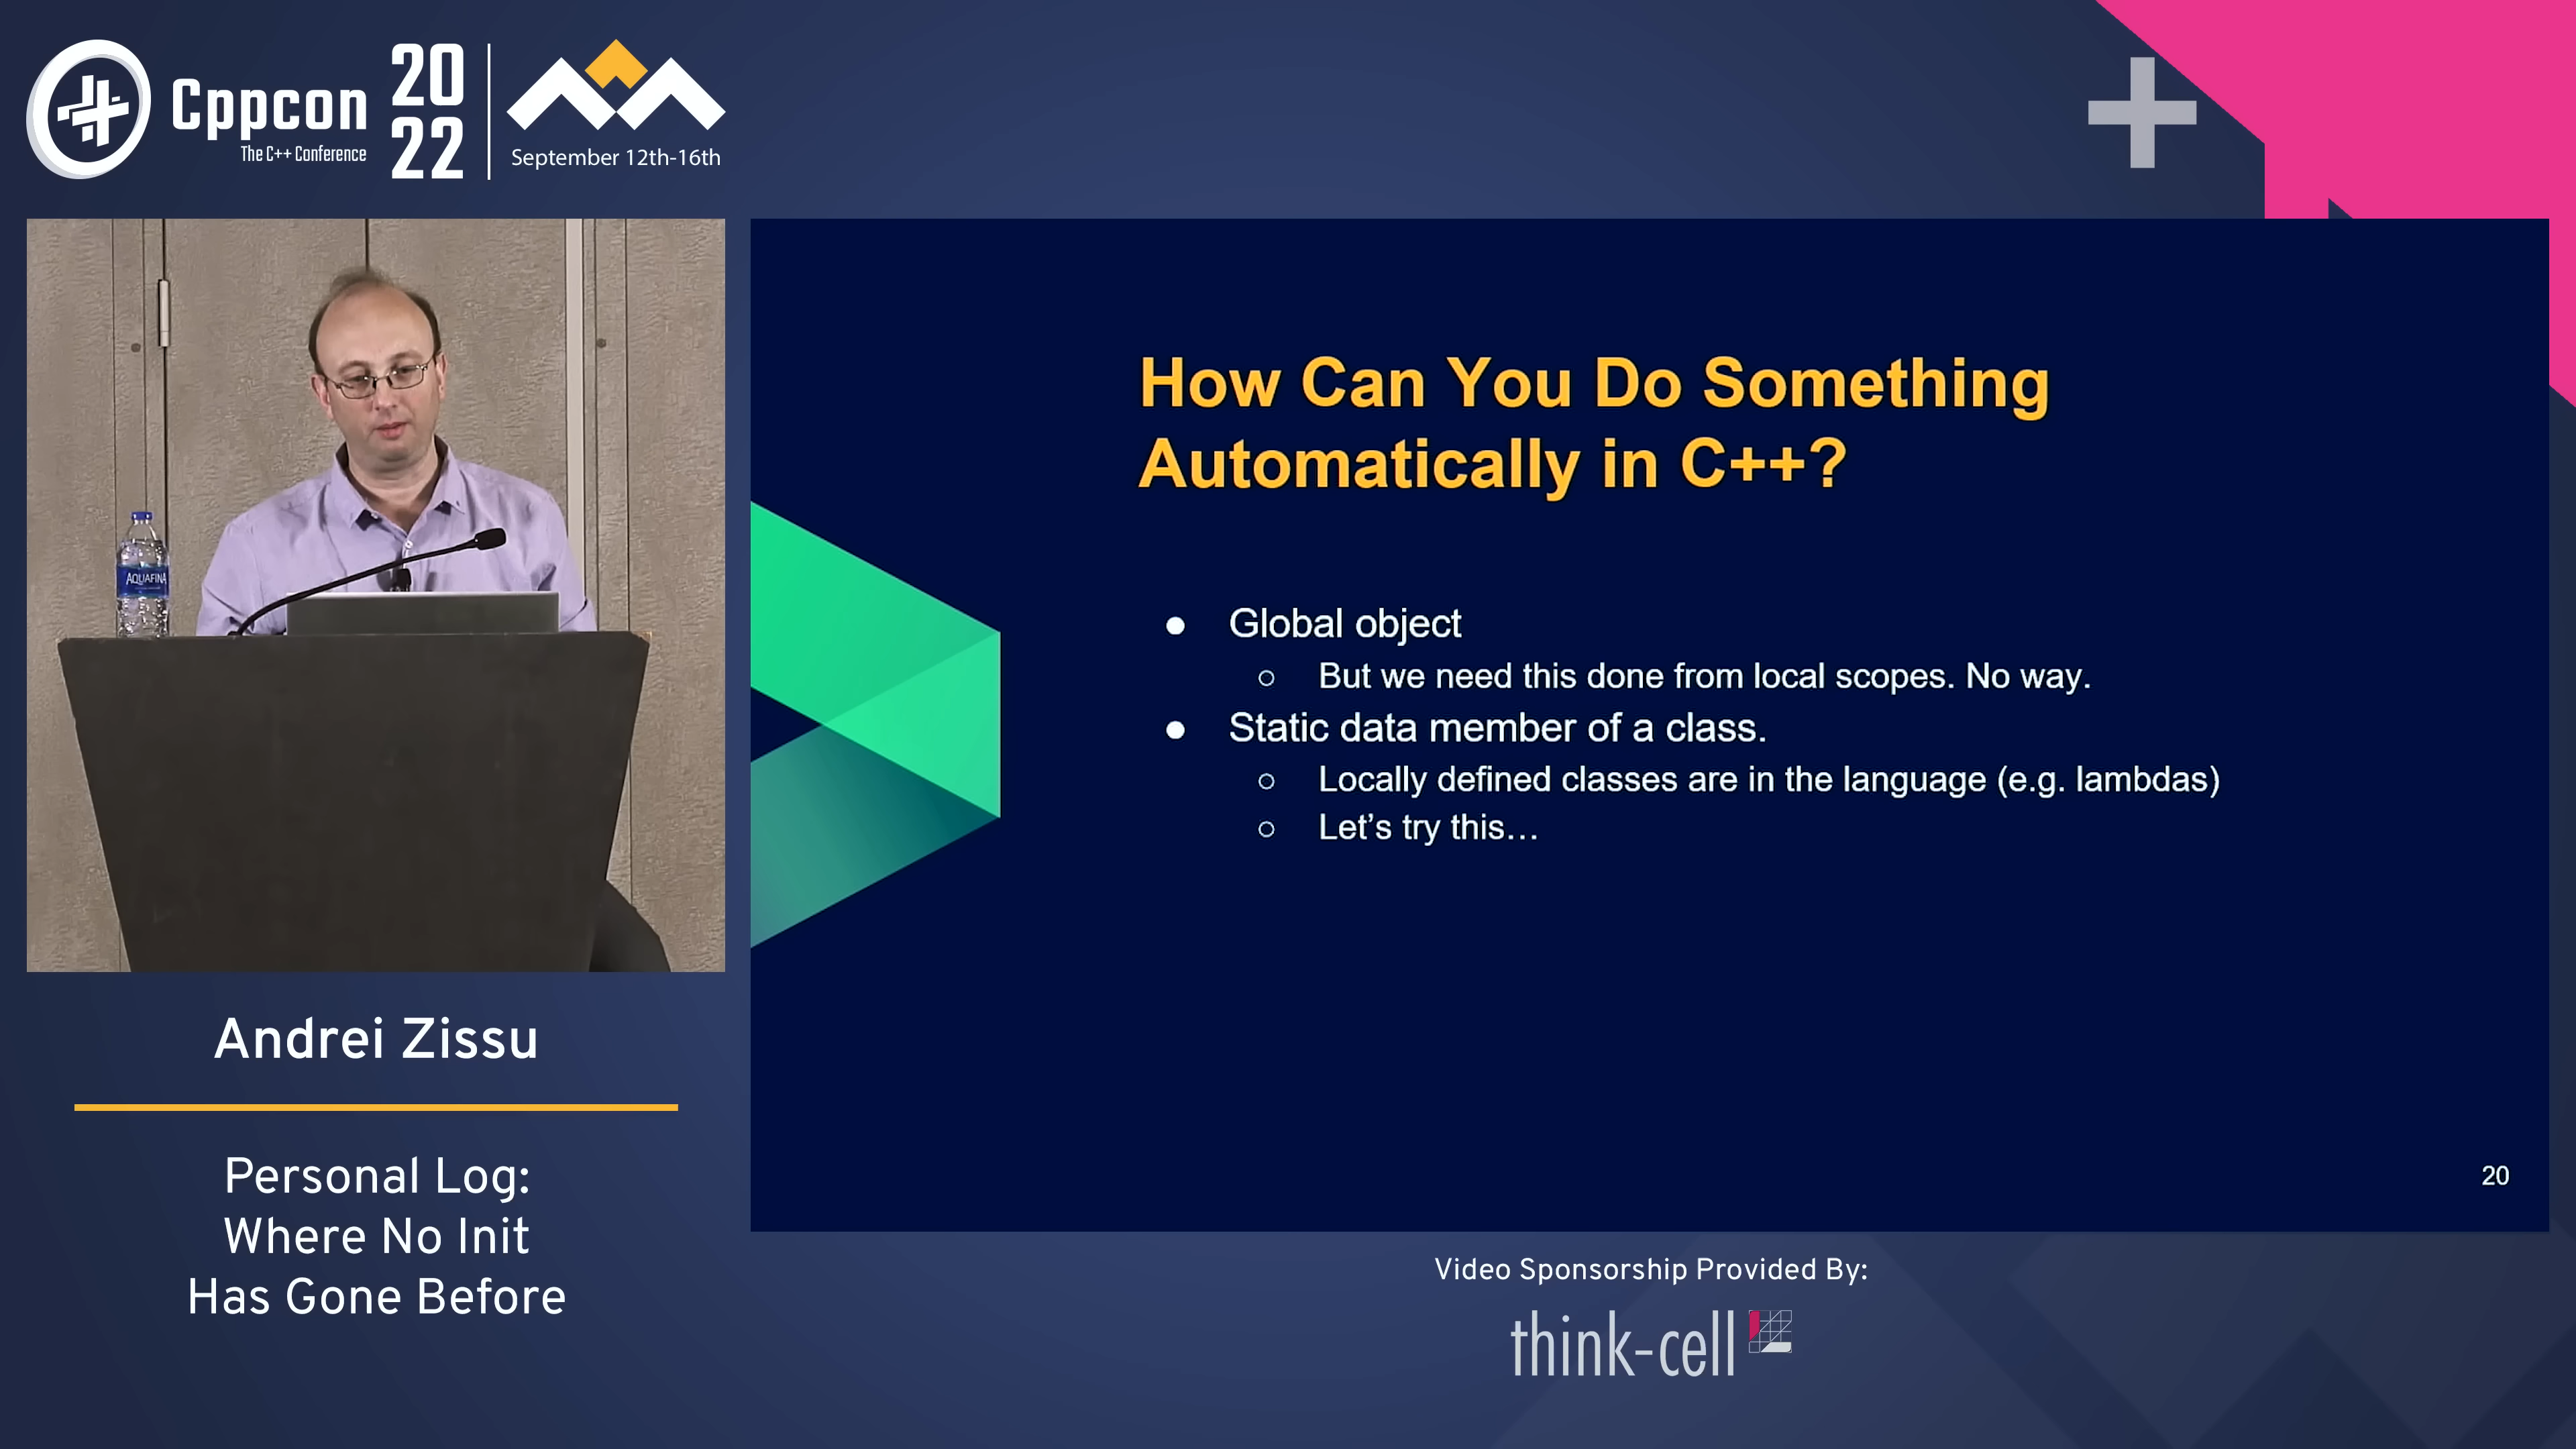 Cppcon
The C++ Conference
20
22
September 12th-16th
AQUAFINA
How Can You Do Something
Automatically in C++?
● Global object
○ But we need this done from local scopes. No way.
● Static data member of a class.
○ Locally defined classes are in the language (e.g. lambdas)
○ Let's try this…
20
Andrei Zissu
Personal Log:
Where No Init
Has Gone Before
Video Sponsorship Provided By:
think-cell